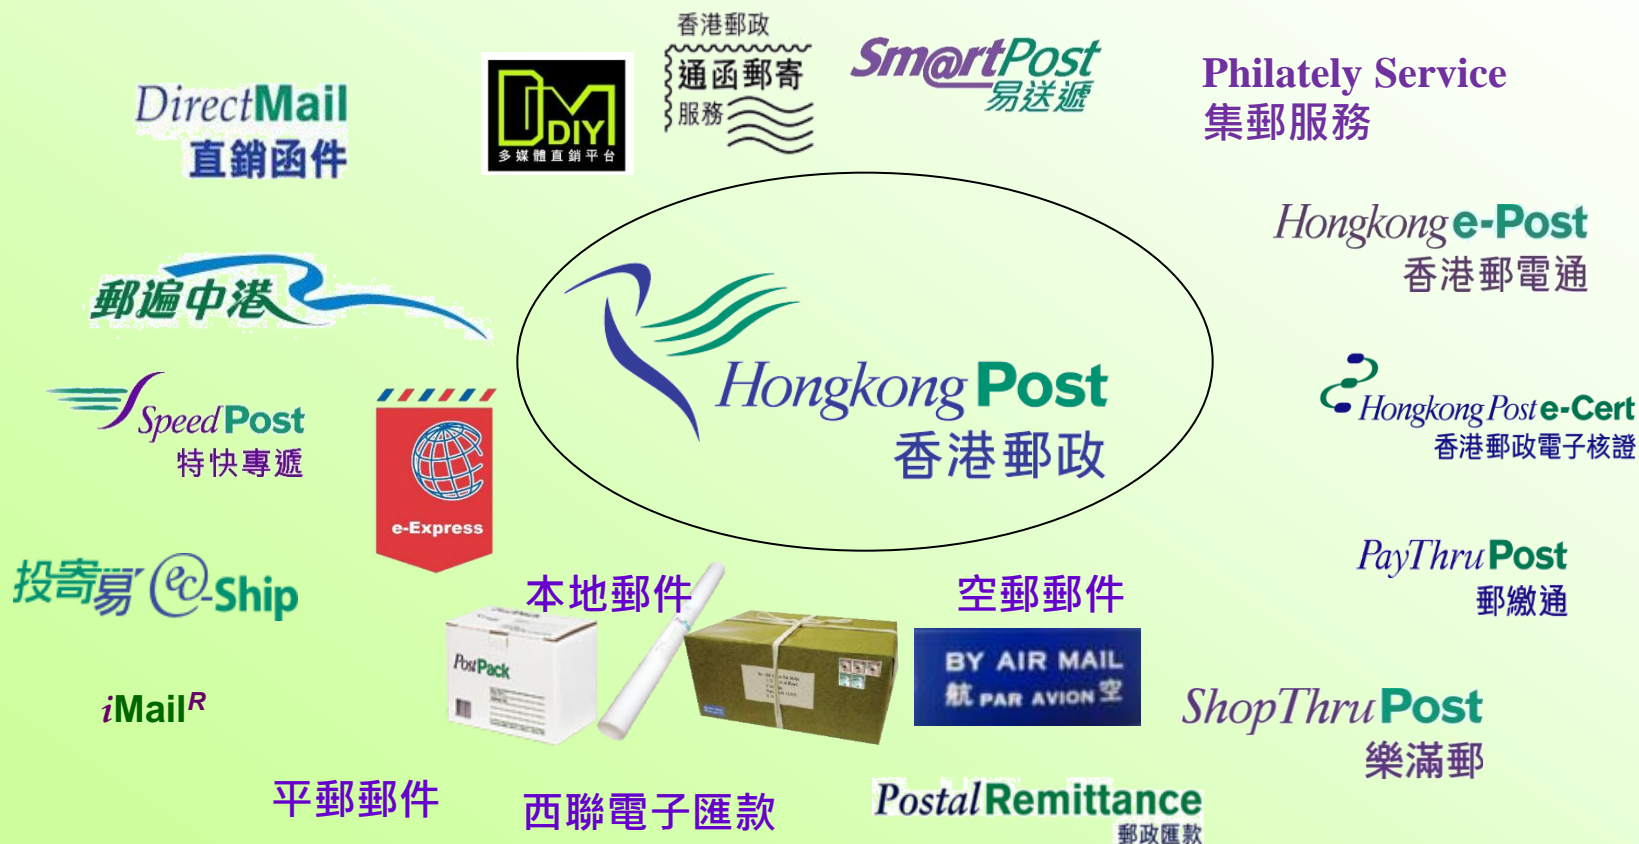 香港郵政
通函郵寄
服務
Sm@rtPost
易送遞
Philately Service
集郵服務
DirectMail
直銷函件
DM
DIY
多媒體直銷平台
Hongkong e-Post
香港郵電通
郵遍中港
Hongkong Post
香港郵政
SpeedPost
特快專遞
e-Express
Hongkong Post e-Cert
香港郵政電子核證
投寄易 ec-Ship
本地郵件
空郵郵件
PayThruPost
郵繳通
PostPack
BY AIR MAIL
航 PAR AVION 空
iMailR
ShopThruPost
樂滿郵
平郵郵件
西聯電子匯款
PostalRemittance
郵政匯款